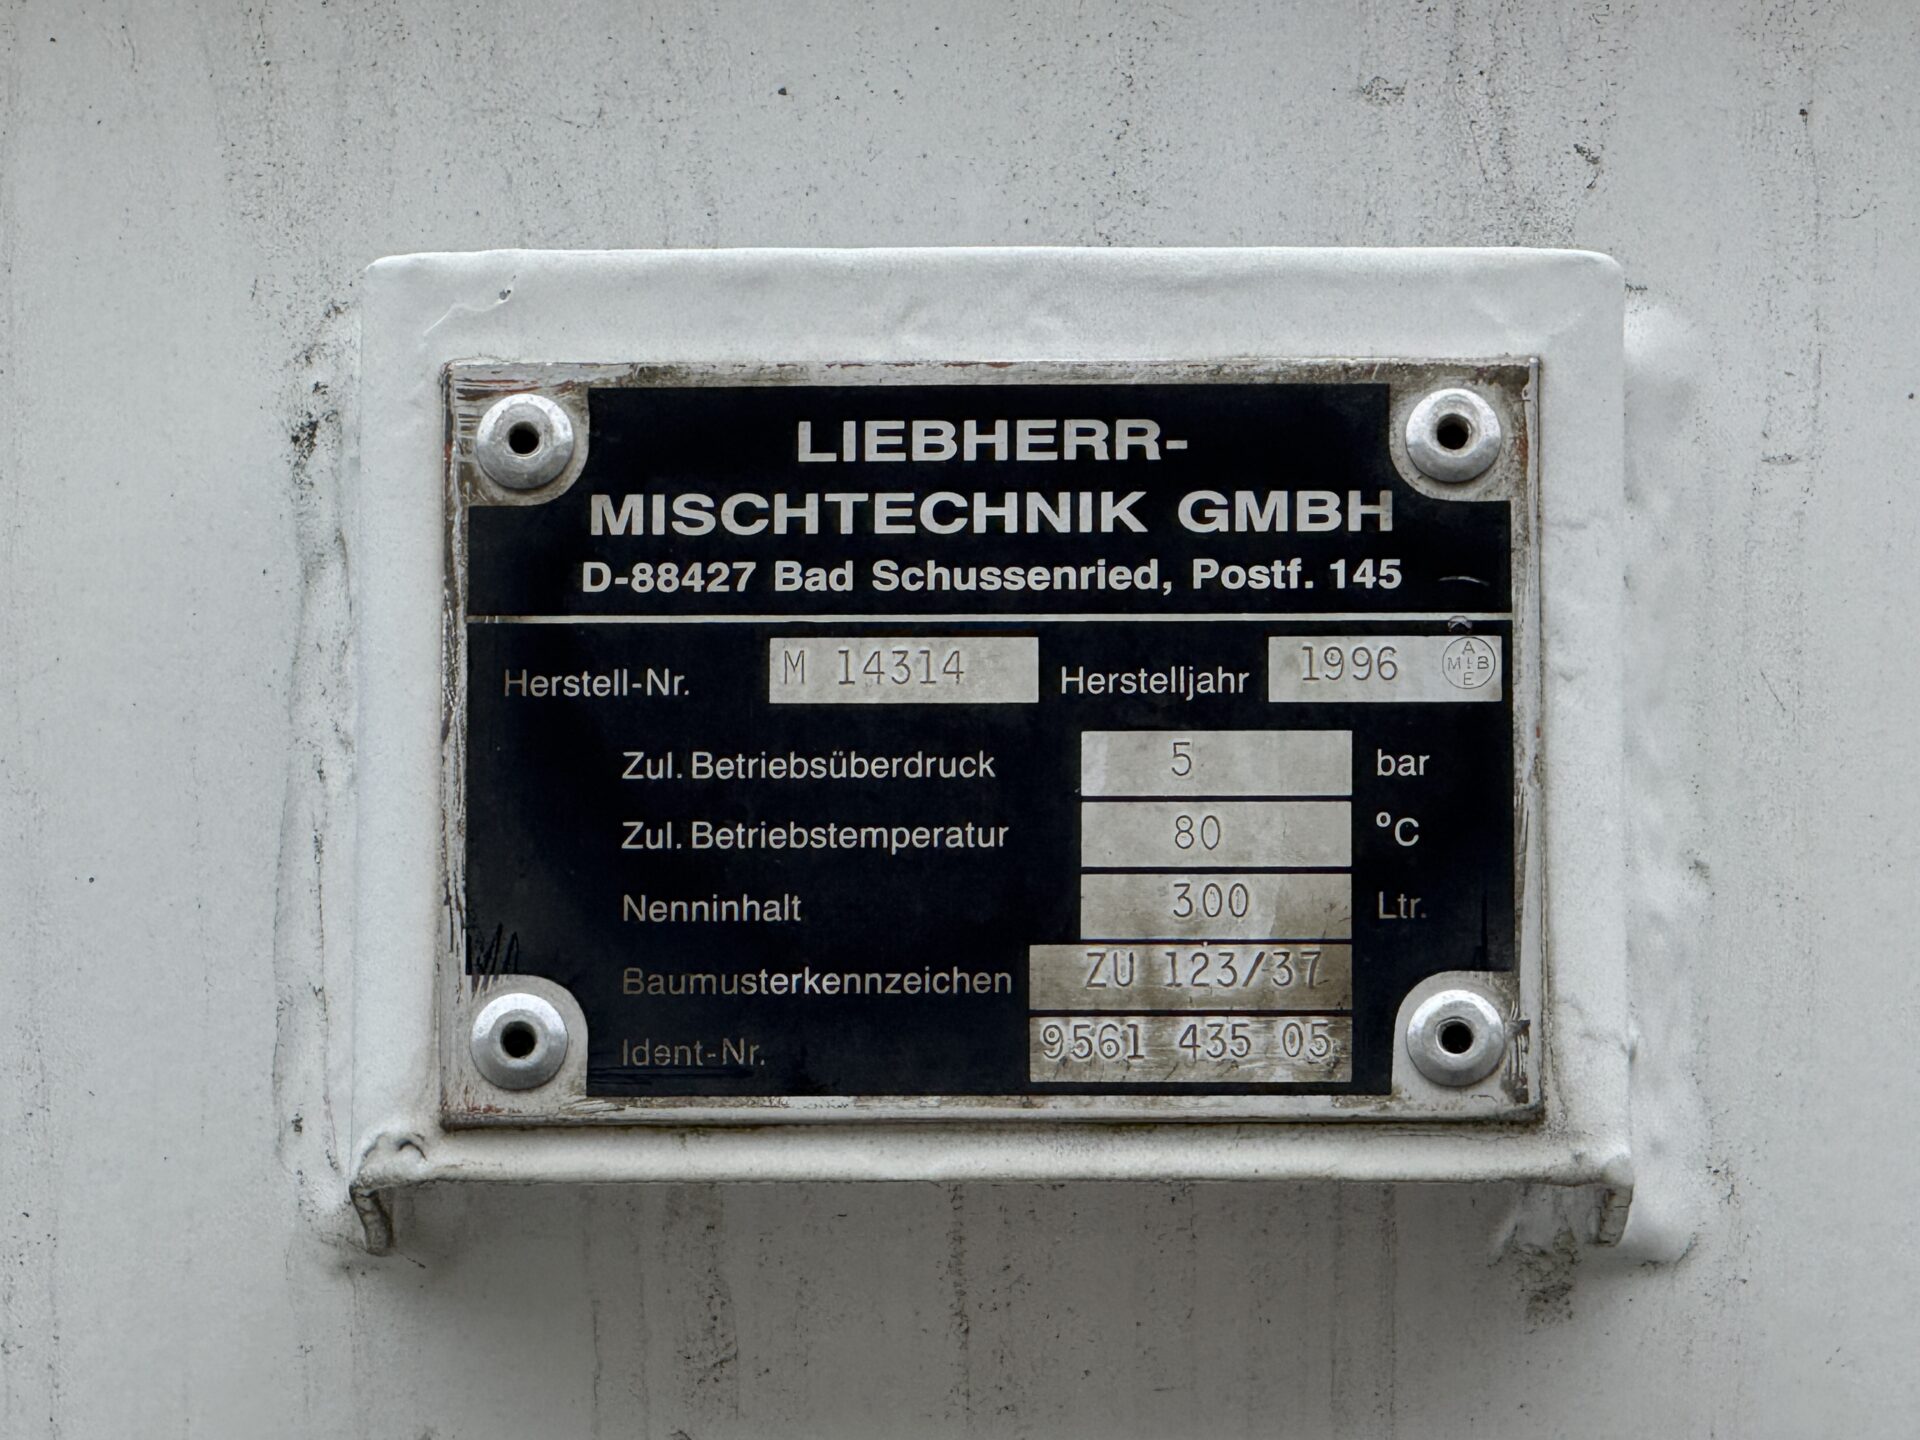 LIEBHERR-
MISCHTECHNIK GMBH
D-88427 Bad Schussenried, Postf. 145
Herstell-Nr. M 14314 Herstelljahr 1996
Zul. Betriebsüberdruck 5 bar
Zul. Betriebstemperatur 80 °C
Nenninhalt 300 Ltr.
Baumusterkennzeichen ZU 123/37
Ident-Nr. 9561 435 05